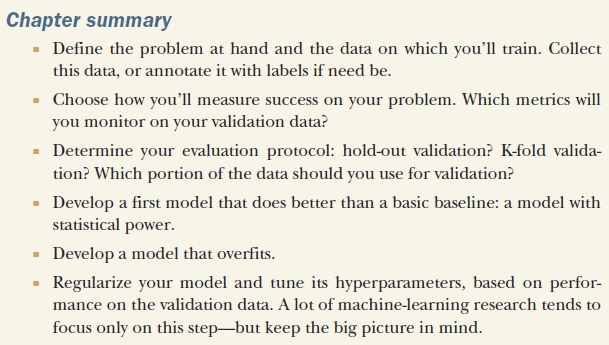 Chapter summary
▪ Define the problem at hand and the data on which you’ll train. Collect
this data, or annotate it with labels if need be.
▪ Choose how you’ll measure success on your problem. Which metrics will
you monitor on your validation data?
▪ Determine your evaluation protocol: hold-out validation? K-fold valida-
tion? Which portion of the data should you use for validation?
▪ Develop a first model that does better than a basic baseline: a model with
statistical power.
▪ Develop a model that overfits.
▪ Regularize your model and tune its hyperparameters, based on perfor-
mance on the validation data. A lot of machine-learning research tends to
focus only on this step—but keep the big picture in mind.